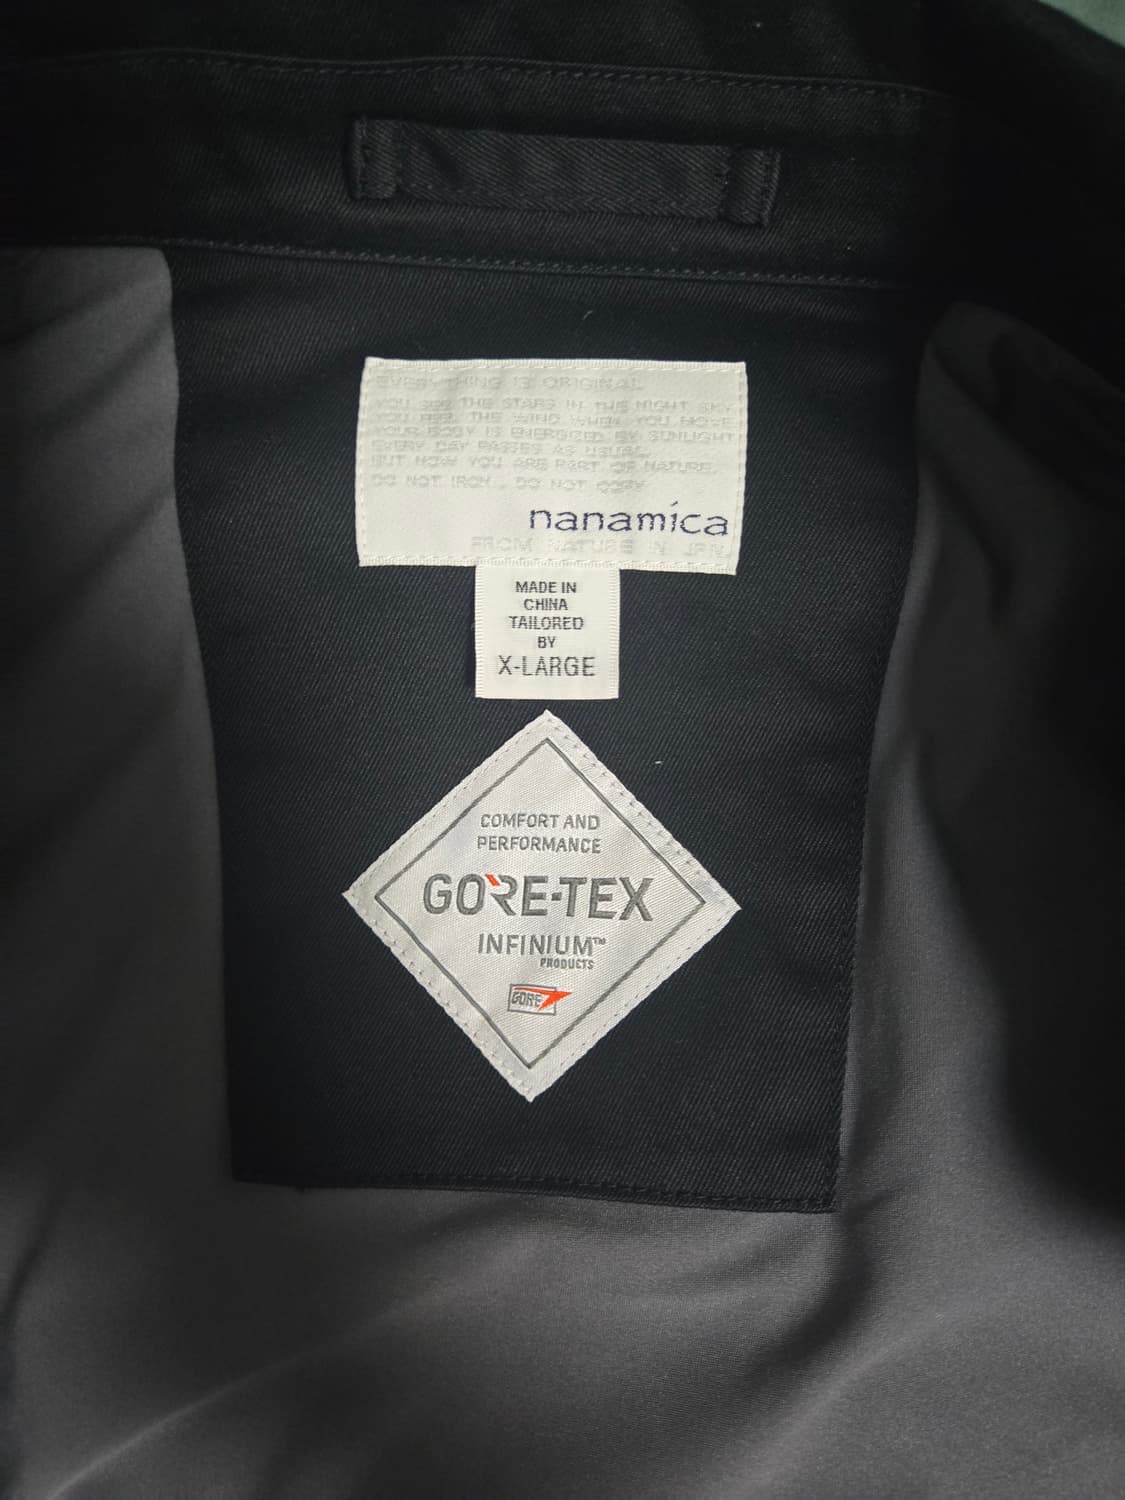 EVERYTHING IS ORIGINAL
YOU SEE THE STARS IN THE NIGHT SKY
YOU FEEL THE WIND WHEN YOU MOVE
YOUR BODY IS ENERGIZED BY SUNLIGHT
EVERY DAY PASSES AS USUAL
BUT NOW YOU ARE PART OF NATURE.
DO NOT IRON. DO NOT COPY
nanamica
FROM NATURE IN JPN
MADE IN
CHINA
TAILORED
BY
X-LARGE
COMFORT AND
PERFORMANCE
GORE-TEX
INFINIUM™
PRODUCTS
GORE